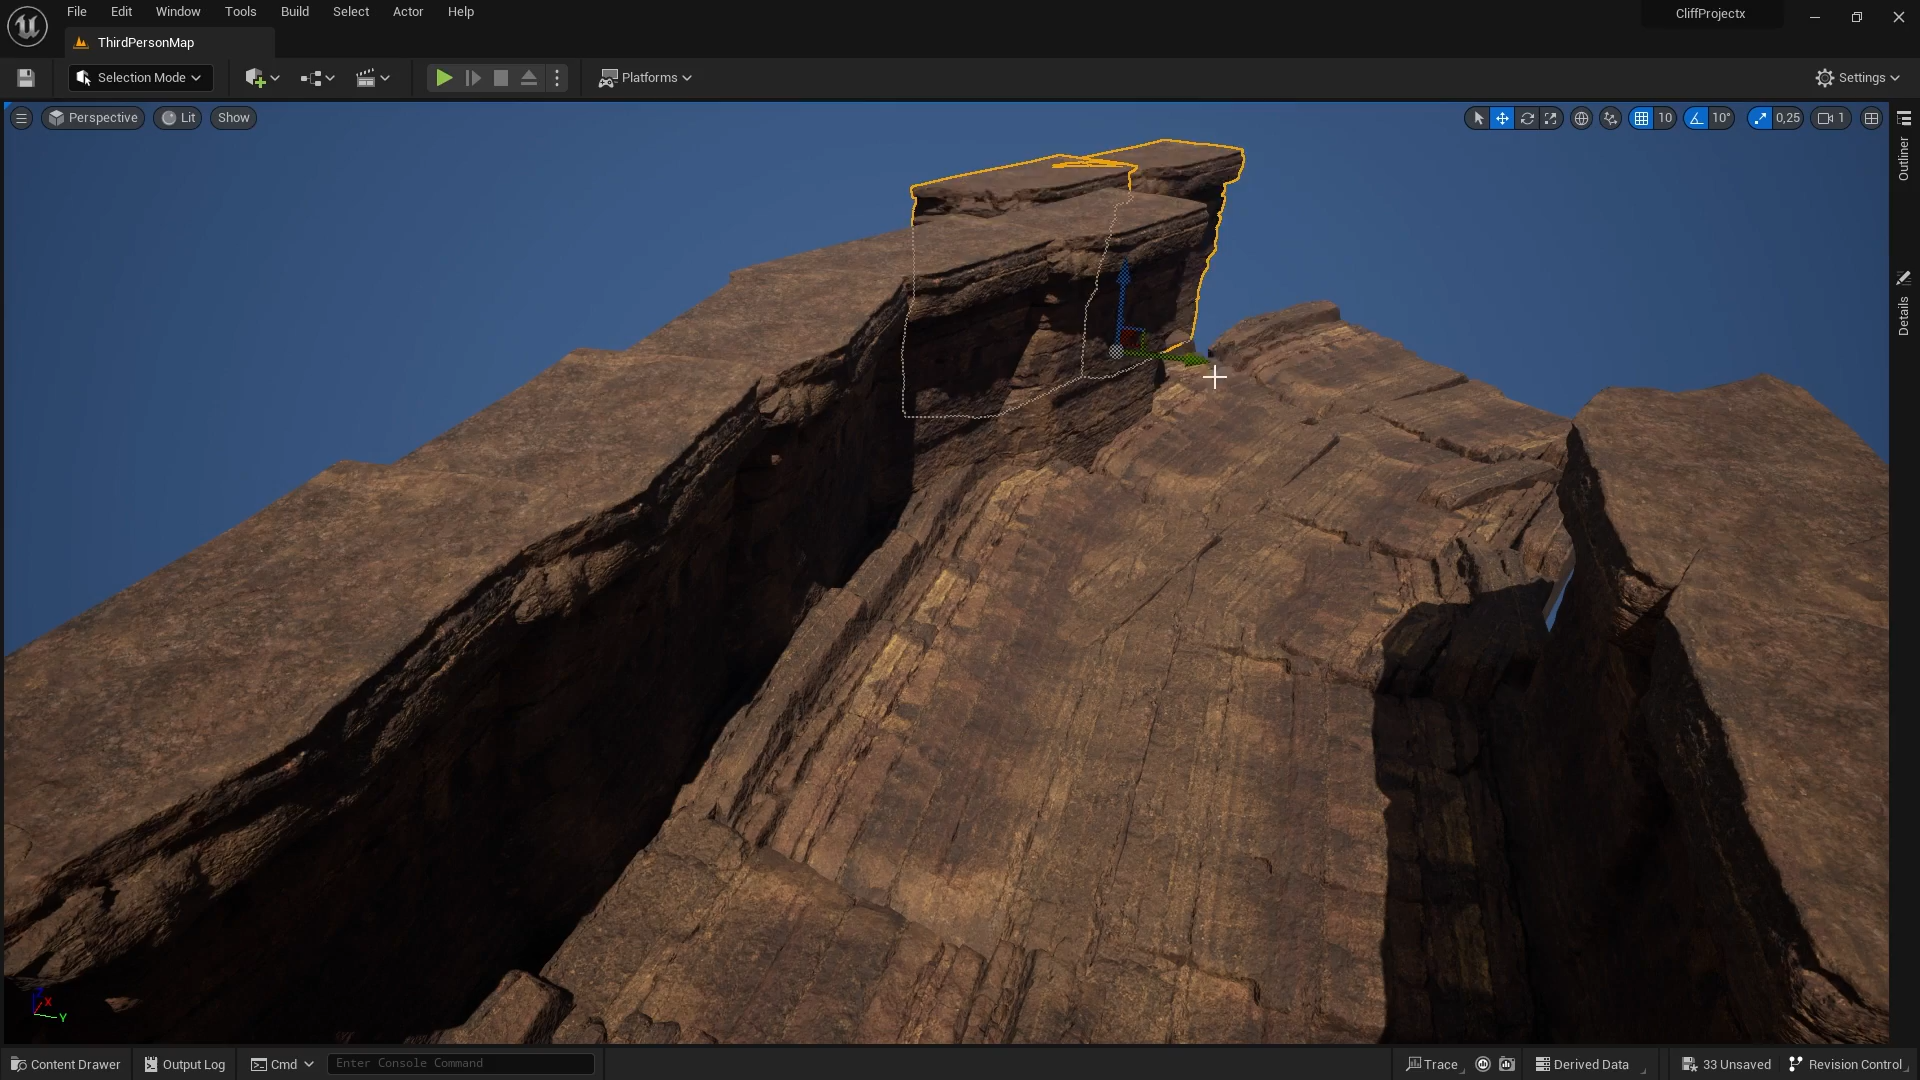 File Edit Window Tools Build Select Actor Help
CliffProjectx
ThirdPersonMap
Selection Mode
Platforms
Settings
Perspective Lit Show
10 10° 0,25 1
Outliner
Details
Z X Y
Content Drawer Output Log Cmd Enter Console Command
Trace Derived Data 33 Unsaved Revision Control